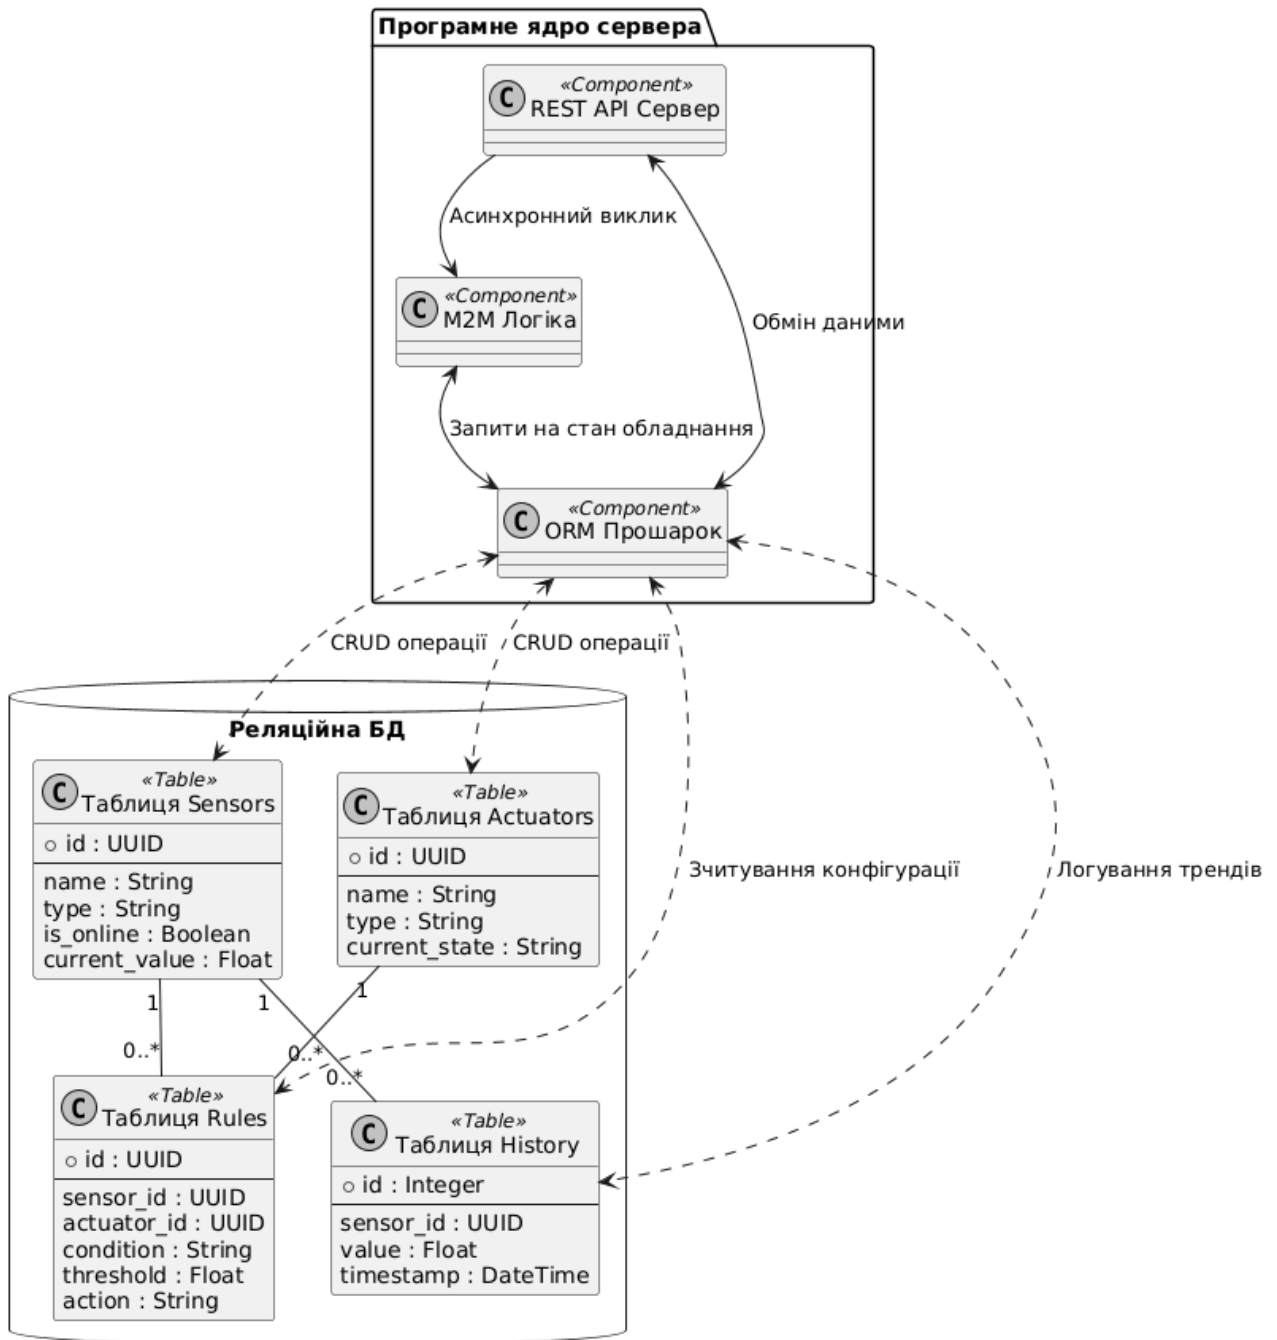 Програмне ядро сервера
C
«Component»
REST API Сервер
Асинхронний виклик
C
«Component»
M2M Логіка
Обмін даними
Запити на стан обладнання
C
«Component»
ORM Прошарок
CRUD операції
CRUD операції
Реляційна БД
C
«Table»
Таблиця Sensors
id : UUID
name : String
type : String
is_online : Boolean
current_value : Float
C
«Table»
Таблиця Actuators
id : UUID
name : String
type : String
current_state : String
Зчитування конфігурації
Логування трендів
1
1
1
0..*
0..*
0..*
C
«Table»
Таблиця Rules
id : UUID
sensor_id : UUID
actuator_id : UUID
condition : String
threshold : Float
action : String
C
«Table»
Таблиця History
id : Integer
sensor_id : UUID
value : Float
timestamp : DateTime